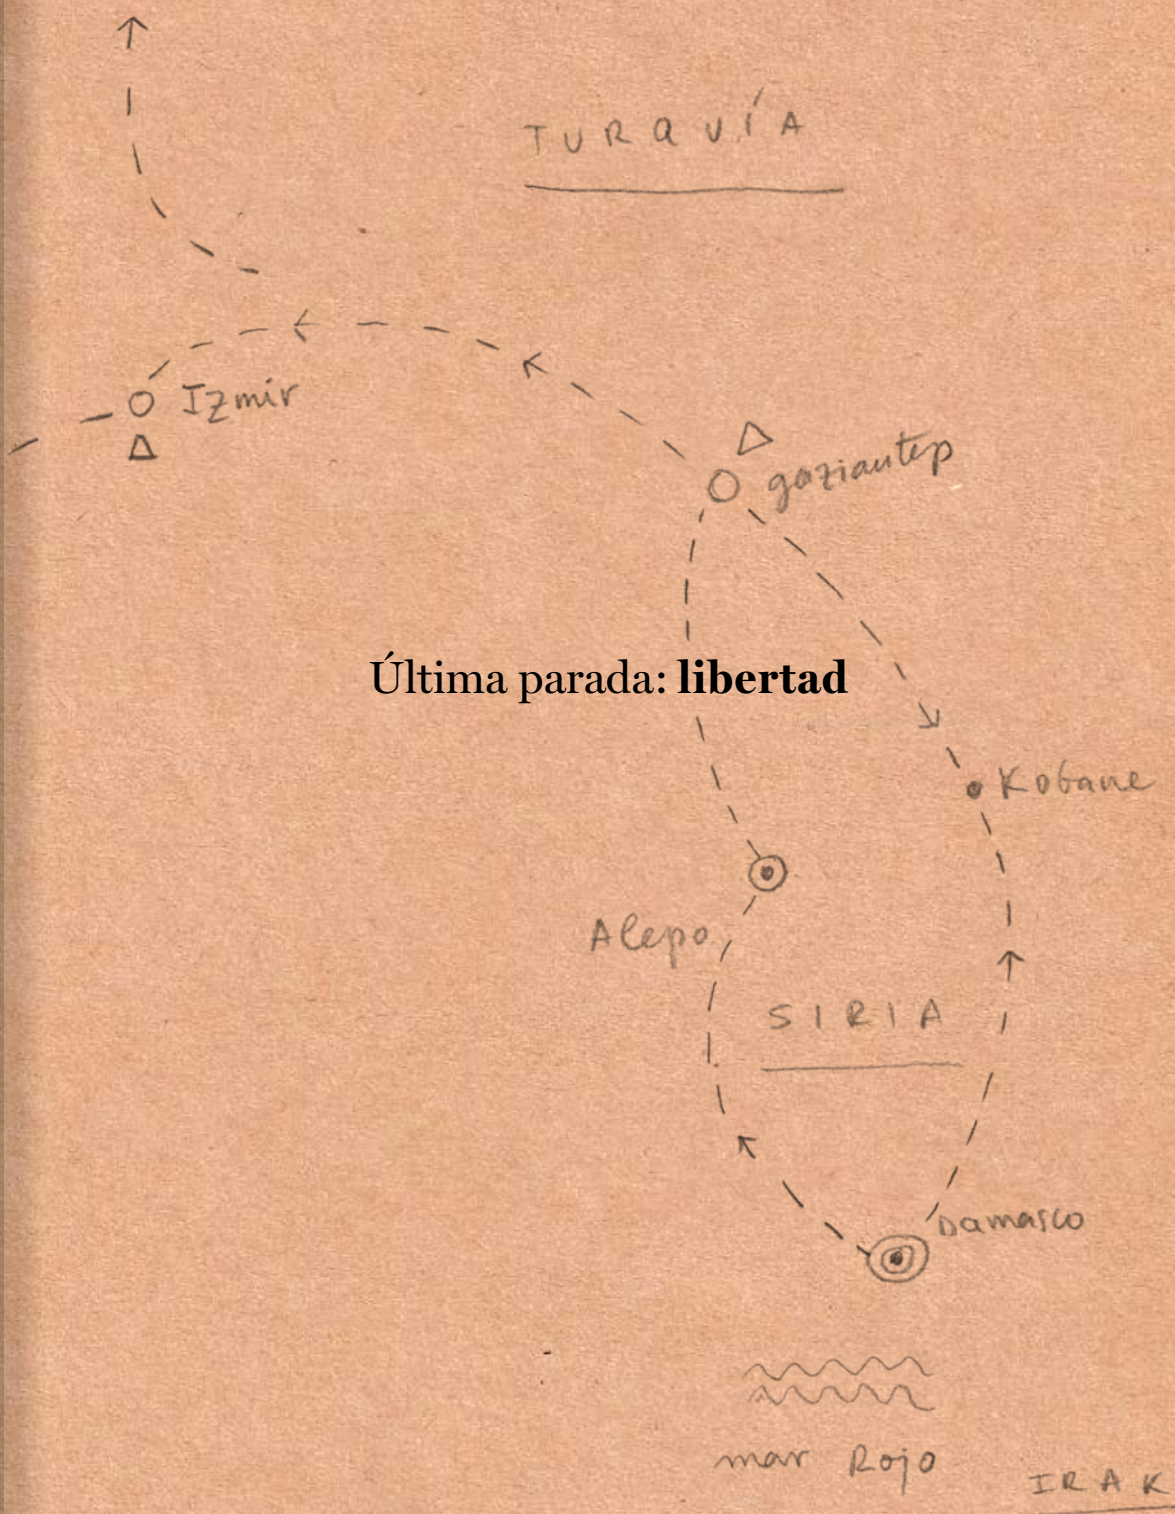 TURQUÍA
Izmir
gaziantep
Última parada: libertad
Kobane
Alepo
SIRIA
Damasco
mar Rojo
IRAK